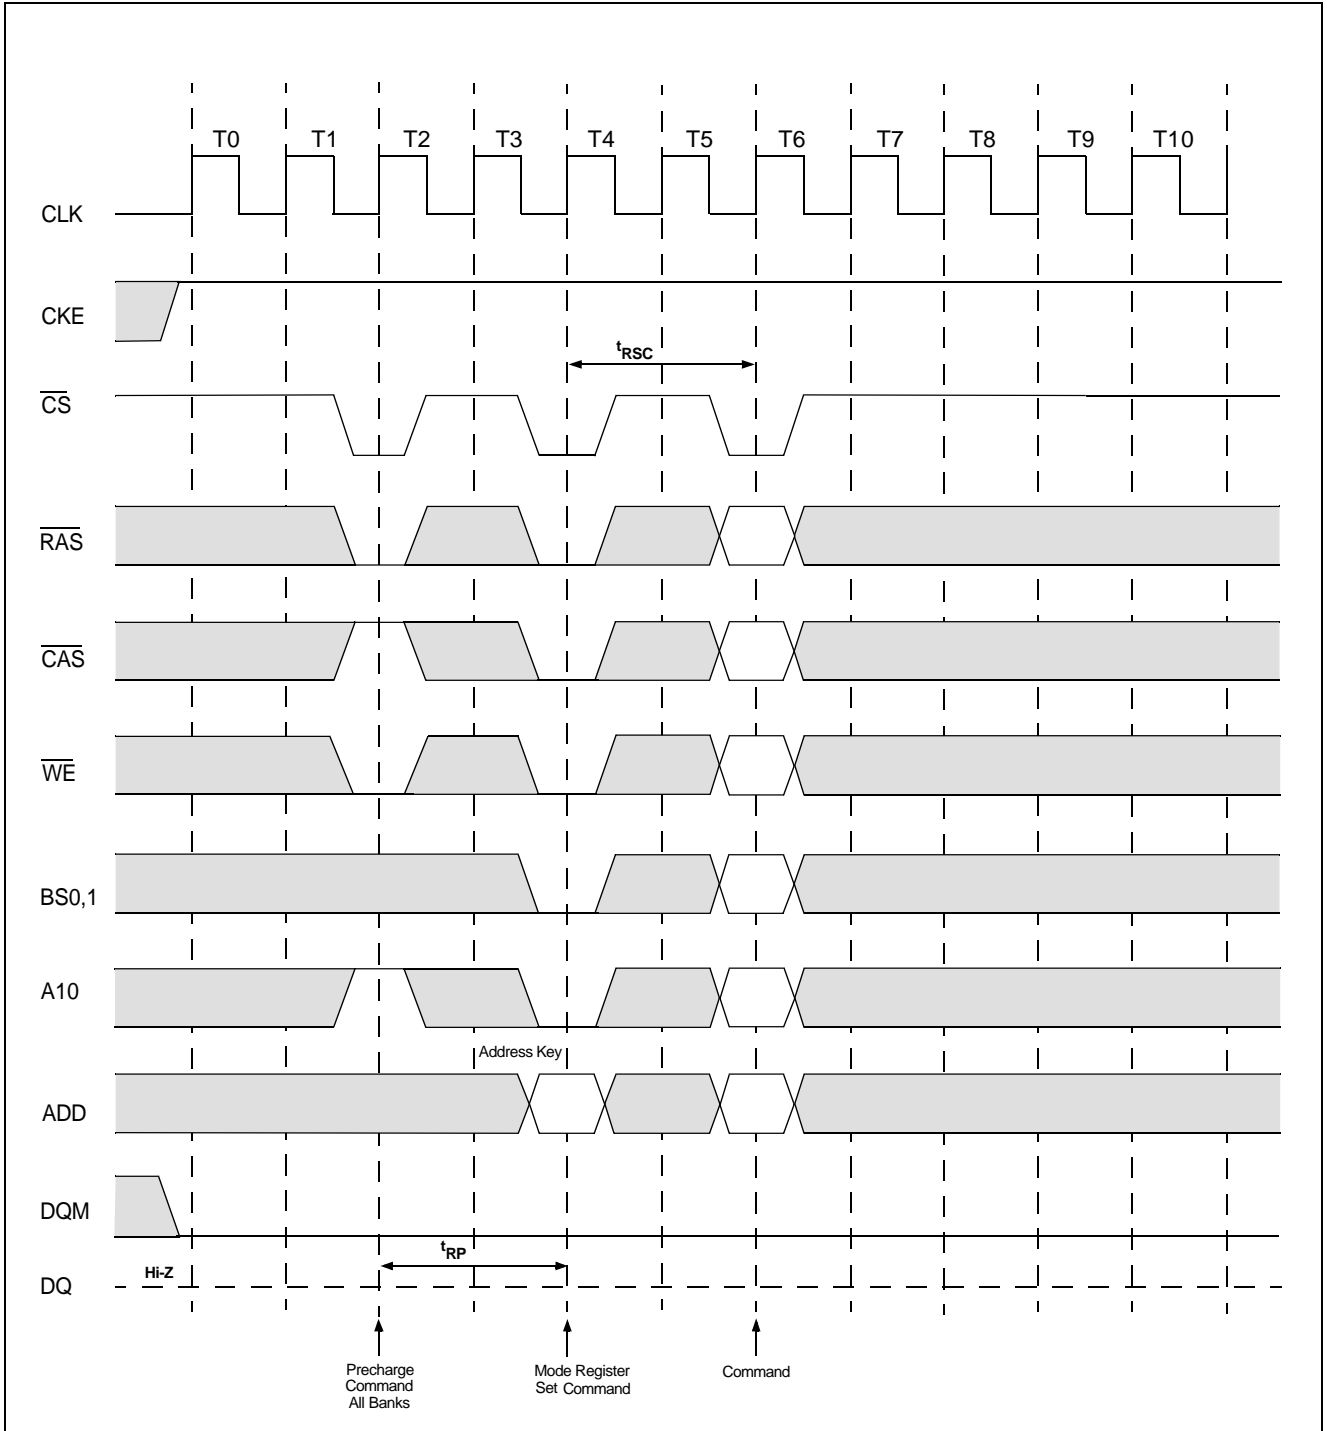 T0 T1 T2 T3 T4 T5 T6 T7 T8 T9 T10
CLK
CKE
tRSC
CS
RAS
CAS
WE
BS0,1
A10
Address Key
ADD
DQM
tRP
Hi-Z
DQ
Precharge
Command
All Banks
Mode Register
Set Command
Command